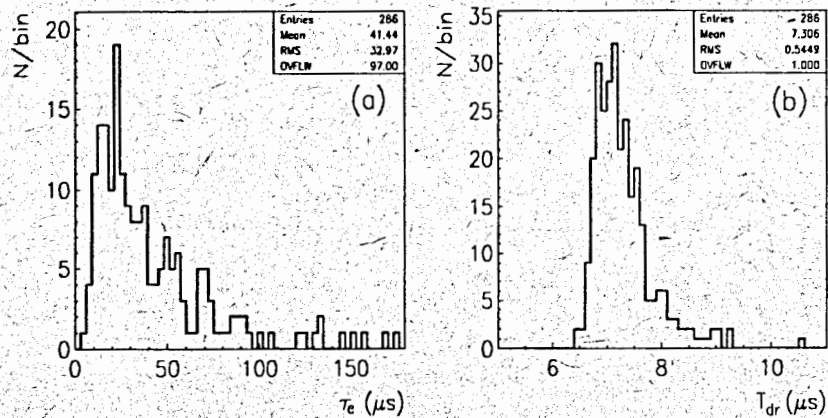 N/bin
20
15
10
5
0
0
50
100
150
τe (μs)
Entries 286
Mean 41.44
RMS 32.97
OVFLW 97.00
(a)
N/bin
35
30
25
20
15
10
5
0
6
8
10
Tdr (μs)
Entries 286
Mean 7.306
RMS 0.5449
OVFLW 1.000
(b)